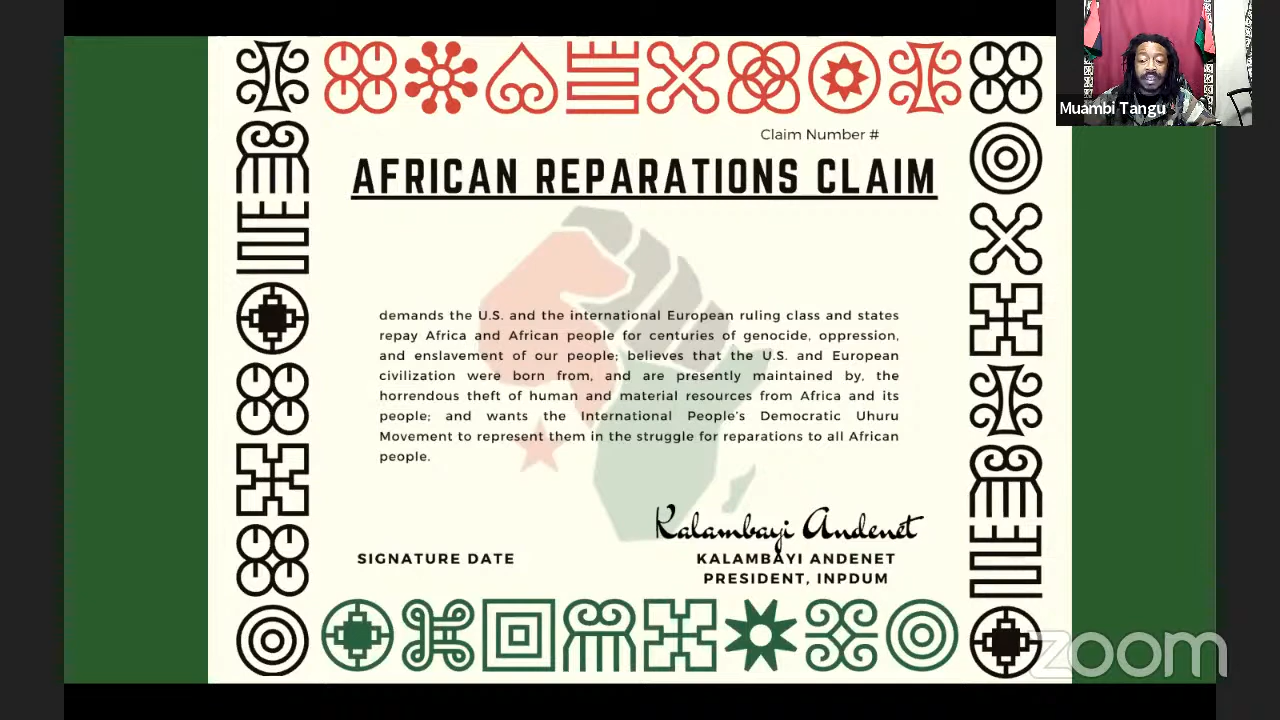 Muambi Tangu
Claim Number #
AFRICAN REPARATIONS CLAIM
demands the U.S. and the international European ruling class and states
repay Africa and African people for centuries of genocide, oppression,
and enslavement of our people; believes that the U.S. and European
civilization were born from, and are presently maintained by, the
horrendous theft of human and material resources from Africa and its
people; and wants the International People's Democratic Uhuru
Movement to represent them in the struggle for reparations to all African
people.
Kalambayi Andenet
SIGNATURE DATE
KALAMBAYI ANDENET
PRESIDENT, INPDUM
zoom